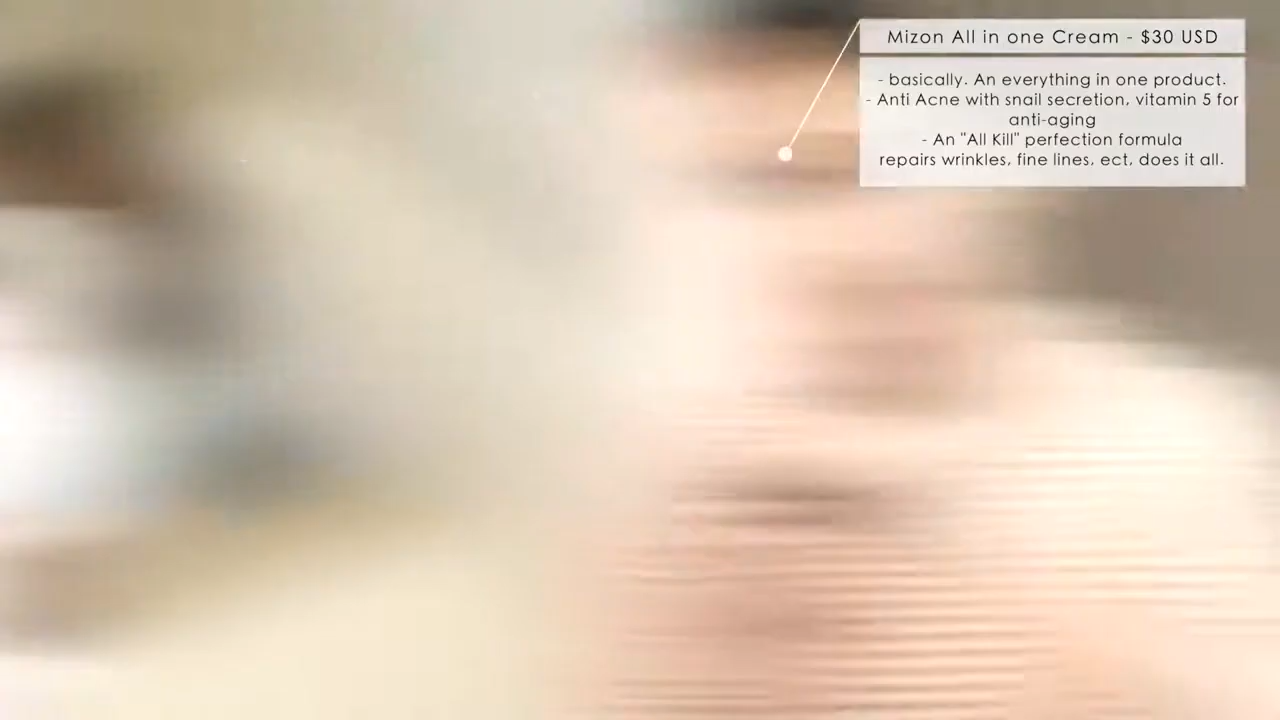 Mizon All in one Cream - $30 USD
- basically. An everything in one product.
- Anti Acne with snail secretion, vitamin 5 for
anti-aging
- An "All Kill" perfection formula
repairs wrinkles, fine lines, ect, does it all.